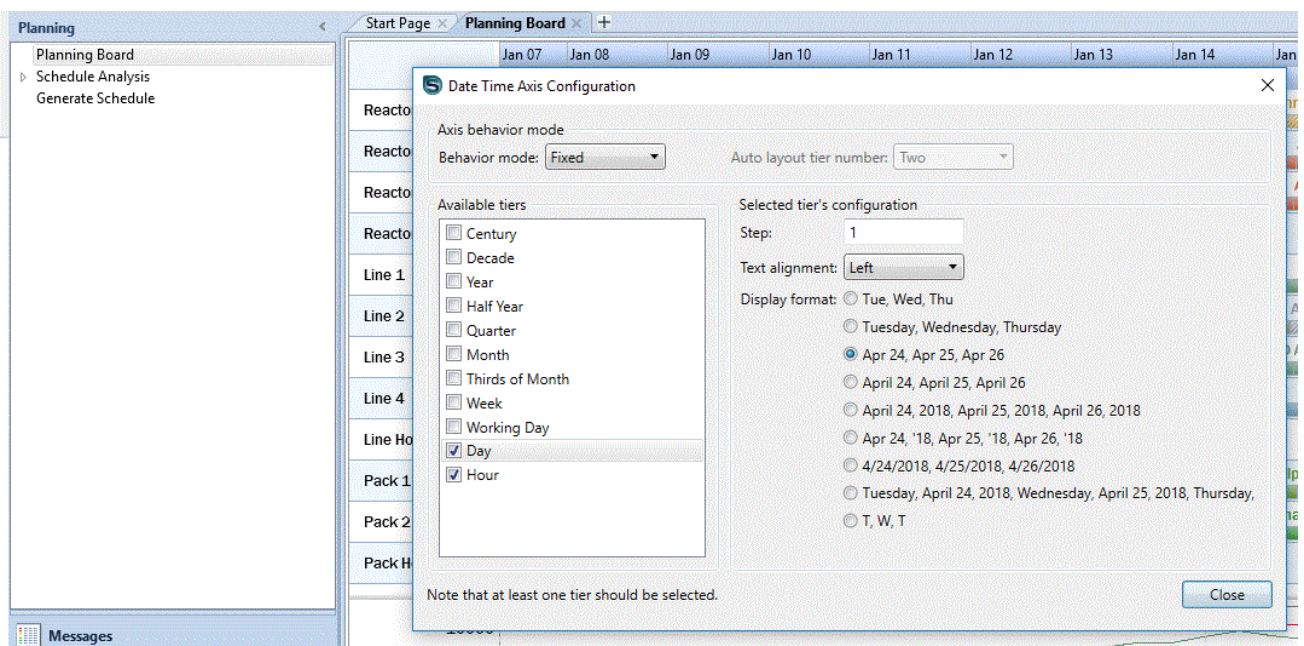 Planning
Start Page
Planning Board
Planning Board
Schedule Analysis
Generate Schedule
Jan 07 Jan 08 Jan 09 Jan 10 Jan 11 Jan 12 Jan 13 Jan 14 Jan
Date Time Axis Configuration
Reacto
Reacto
Reacto
Reacto
Line 1
Line 2
Line 3
Line 4
Line Ho
Pack 1
Pack 2
Pack H
Axis behavior mode
Behavior mode: Fixed
Auto layout tier number: Two
Available tiers
Century
Decade
Year
Half Year
Quarter
Month
Thirds of Month
Week
Working Day
Day
Hour
Selected tier's configuration
Step: 1
Text alignment: Left
Display format: Tue, Wed, Thu
Tuesday, Wednesday, Thursday
Apr 24, Apr 25, Apr 26
April 24, April 25, April 26
April 24, 2018, April 25, 2018, April 26, 2018
Apr 24, '18, Apr 25, '18, Apr 26, '18
4/24/2018, 4/25/2018, 4/26/2018
Tuesday, April 24, 2018, Wednesday, April 25, 2018, Thursday,
T, W, T
Note that at least one tier should be selected.
Close
Messages